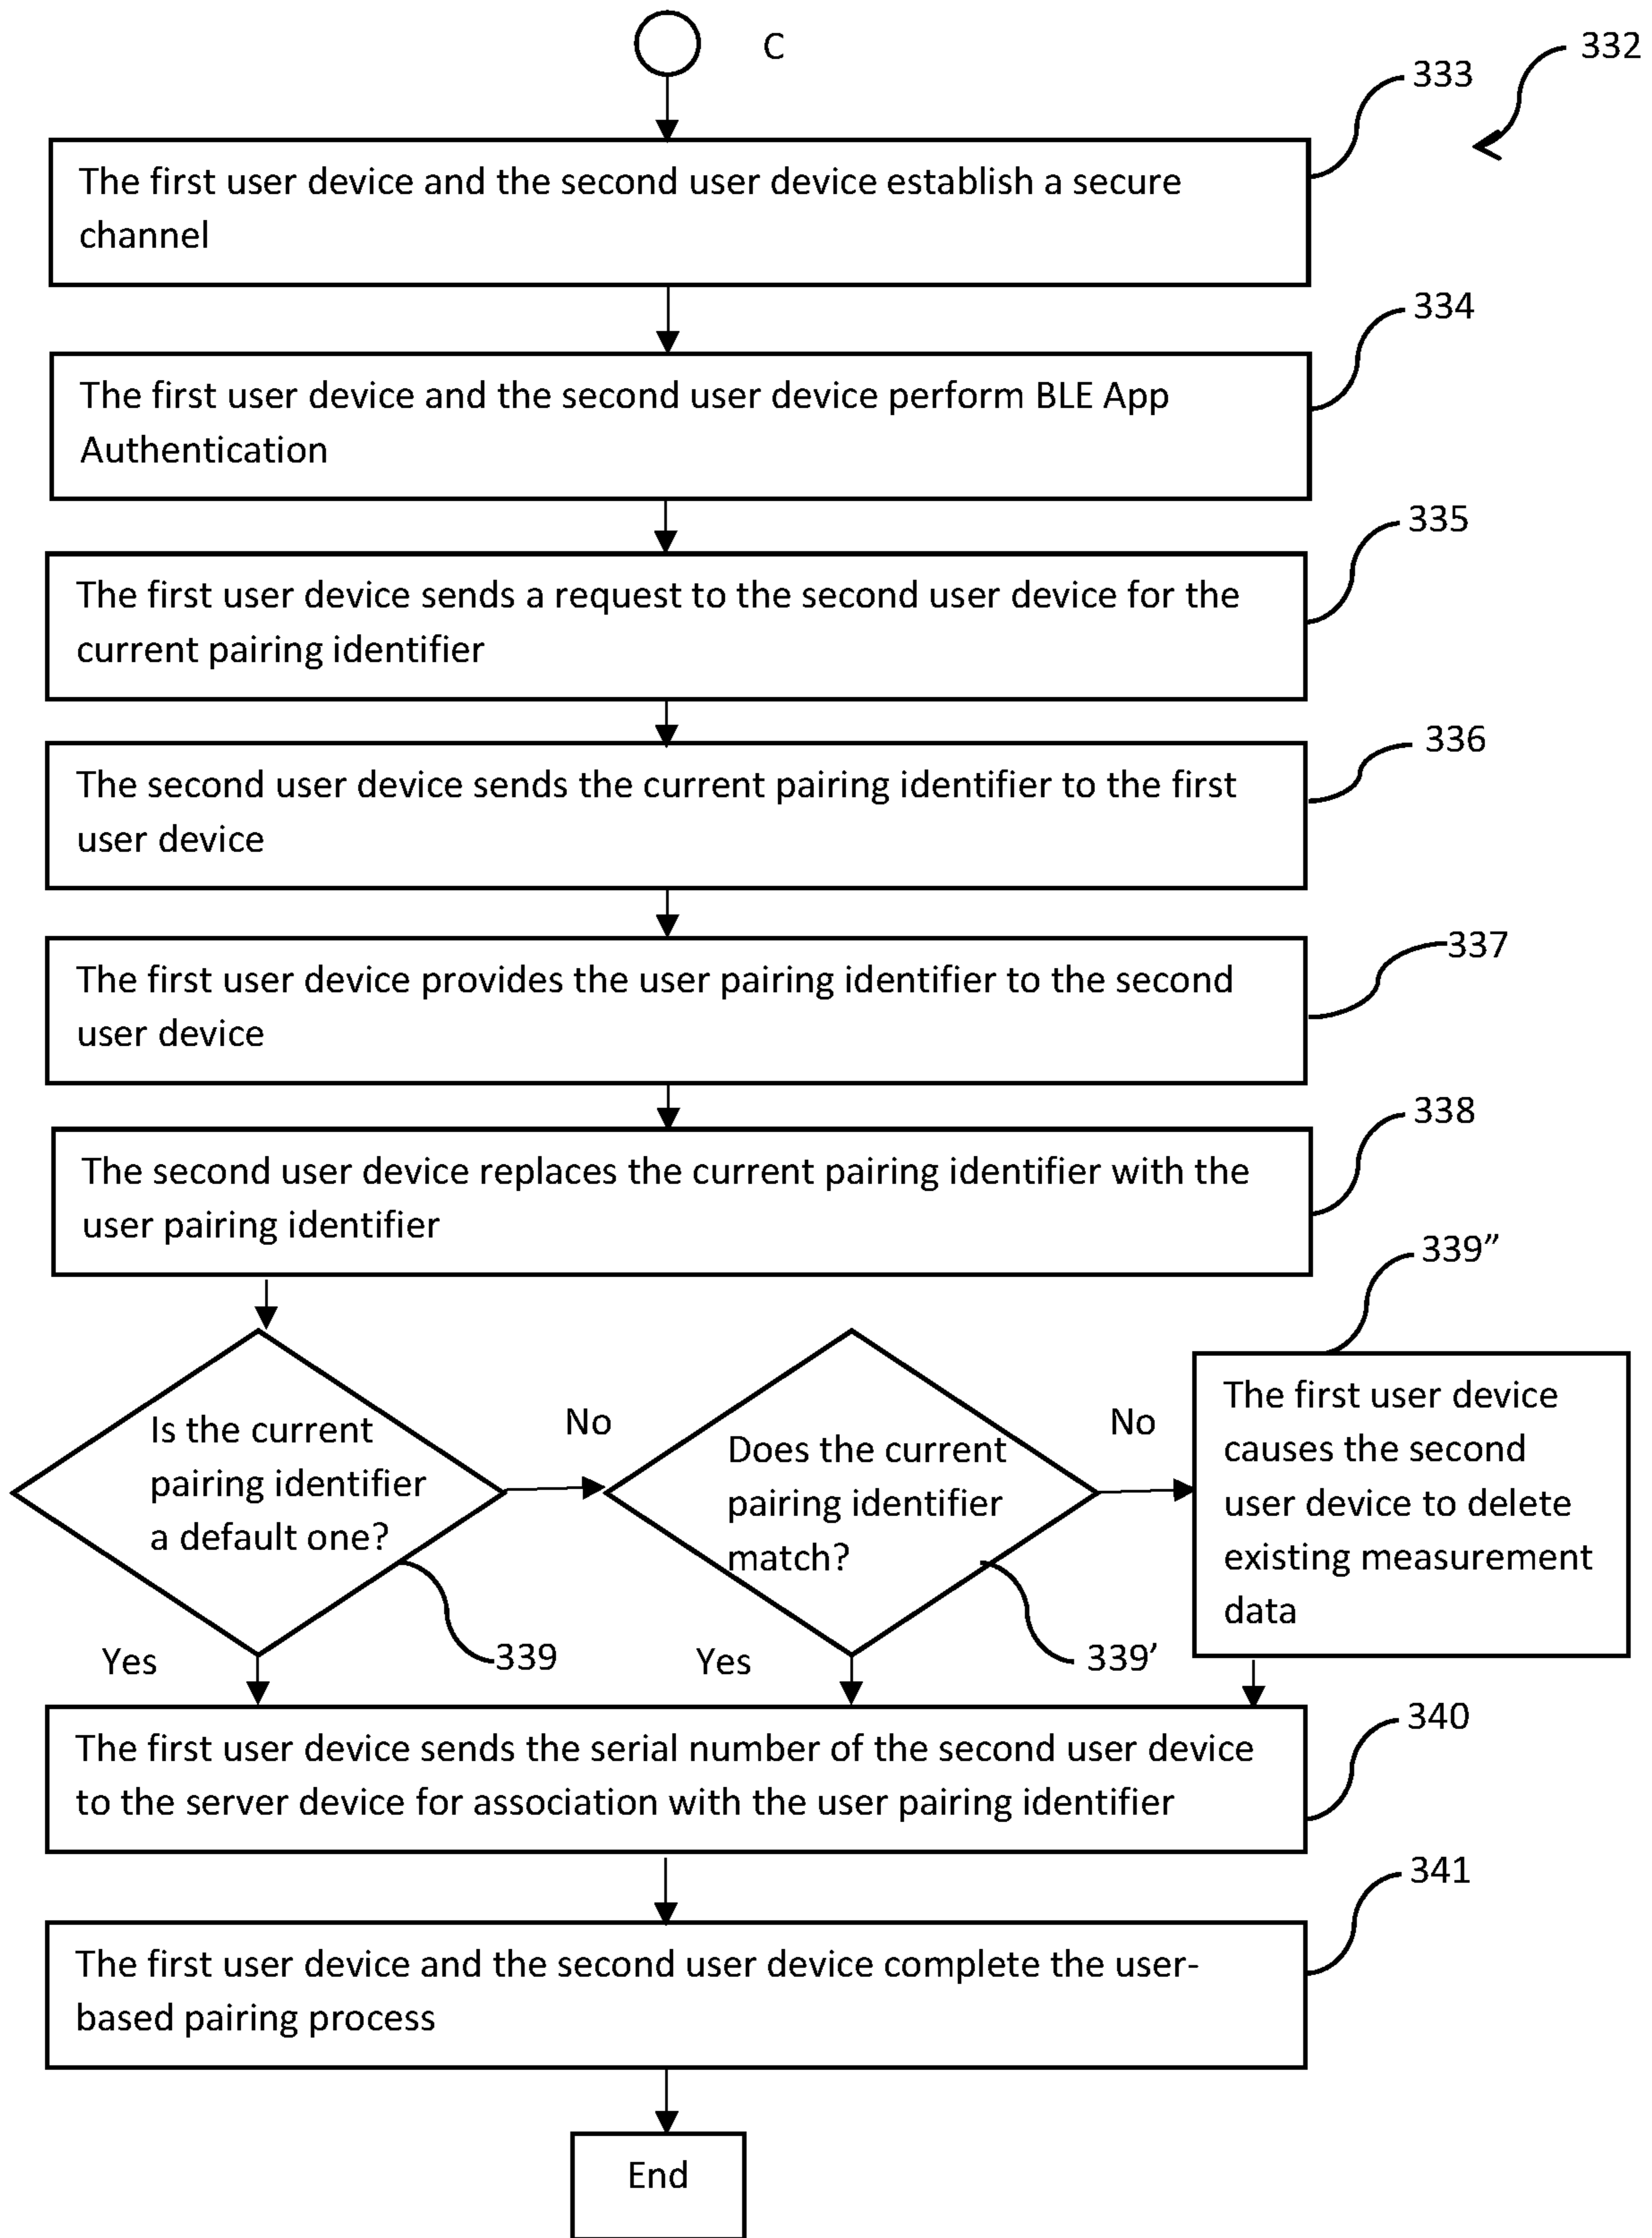 C
332
333
The first user device and the second user device establish a secure
channel
334
The first user device and the second user device perform BLE App
Authentication
335
The first user device sends a request to the second user device for the
current pairing identifier
336
The second user device sends the current pairing identifier to the first
user device
337
The first user device provides the user pairing identifier to the second
user device
338
The second user device replaces the current pairing identifier with the
user pairing identifier
339”
Is the current
pairing identifier
a default one?
No
Does the current
pairing identifier
match?
No
The first user device
causes the second
user device to delete
existing measurement
data
Yes
339
Yes
339’
340
The first user device sends the serial number of the second user device
to the server device for association with the user pairing identifier
341
The first user device and the second user device complete the user-
based pairing process
End